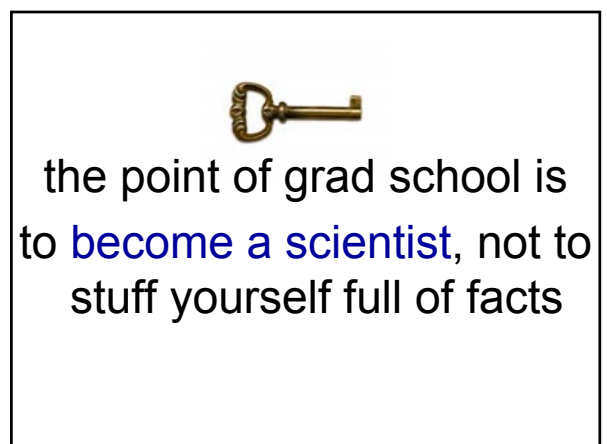 the point of grad school is
to become a scientist, not to
stuff yourself full of facts